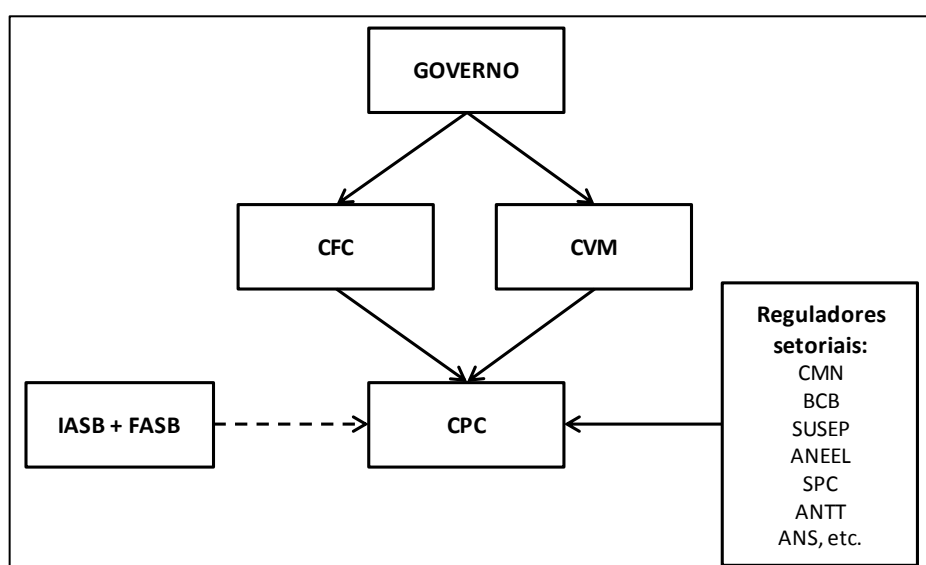 GOVERNO
CFC
CVM
Reguladores
setoriais:
CMN
BCB
SUSEP
ANEEL
SPC
ANTT
ANS, etc.
IASB + FASB
CPC